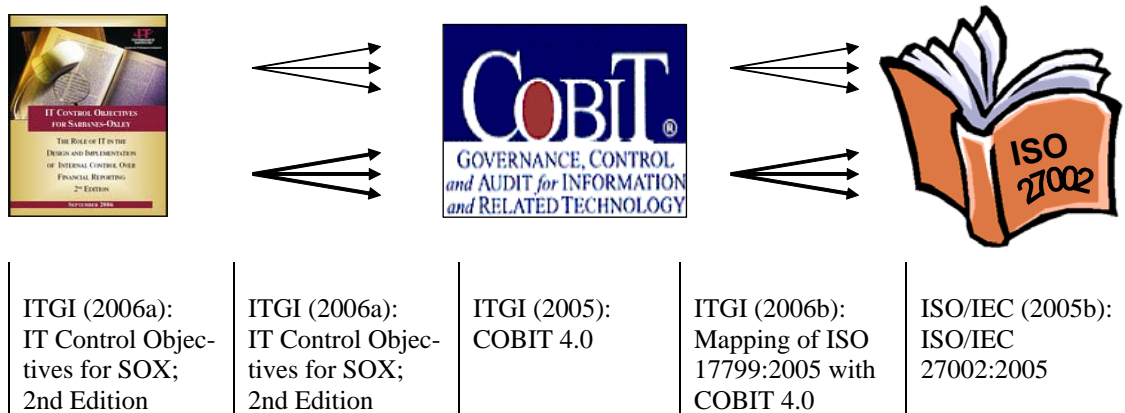 IT CONTROL OBJECTIVES
FOR SARBANES-OXLEY
THE ROLE OF IT IN THE
DESIGN AND IMPLEMENTATION
OF INTERNAL CONTROL OVER
FINANCIAL REPORTING
2ND EDITION
SEPTEMBER 2006
COBIT ®
GOVERNANCE, CONTROL
and AUDIT for INFORMATION
and RELATED TECHNOLOGY
ISO
27002
ITGI (2006a):
IT Control Objec-
tives for SOX;
2nd Edition
ITGI (2006a):
IT Control Objec-
tives for SOX;
2nd Edition
ITGI (2005):
COBIT 4.0
ITGI (2006b):
Mapping of ISO
17799:2005 with
COBIT 4.0
ISO/IEC (2005b):
ISO/IEC
27002:2005